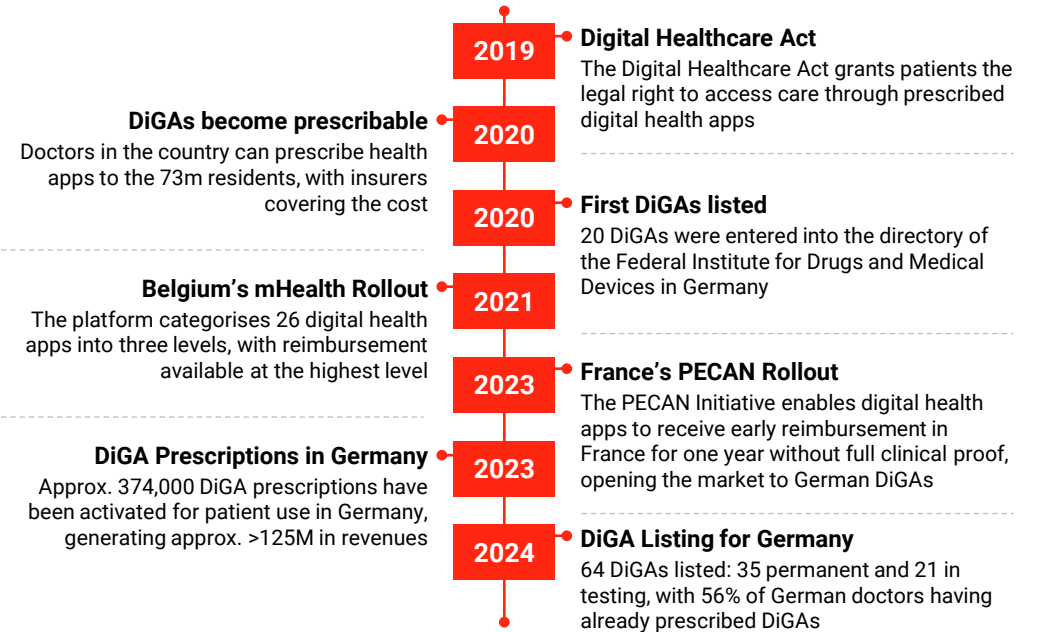 2019
Digital Healthcare Act
The Digital Healthcare Act grants patients the
legal right to access care through prescribed
digital health apps
DiGAs become prescribable
Doctors in the country can prescribe health
apps to the 73m residents, with insurers
covering the cost
2020
2020
First DiGAs listed
20 DiGAs were entered into the directory of
the Federal Institute for Drugs and Medical
Devices in Germany
Belgium’s mHealth Rollout
The platform categorises 26 digital health
apps into three levels, with reimbursement
available at the highest level
2021
2023
France’s PECAN Rollout
The PECAN Initiative enables digital health
apps to receive early reimbursement in
France for one year without full clinical proof,
opening the market to German DiGAs
DiGA Prescriptions in Germany
Approx. 374,000 DiGA prescriptions have
been activated for patient use in Germany,
generating approx. >125M in revenues
2023
2024
DiGA Listing for Germany
64 DiGAs listed: 35 permanent and 21 in
testing, with 56% of German doctors having
already prescribed DiGAs